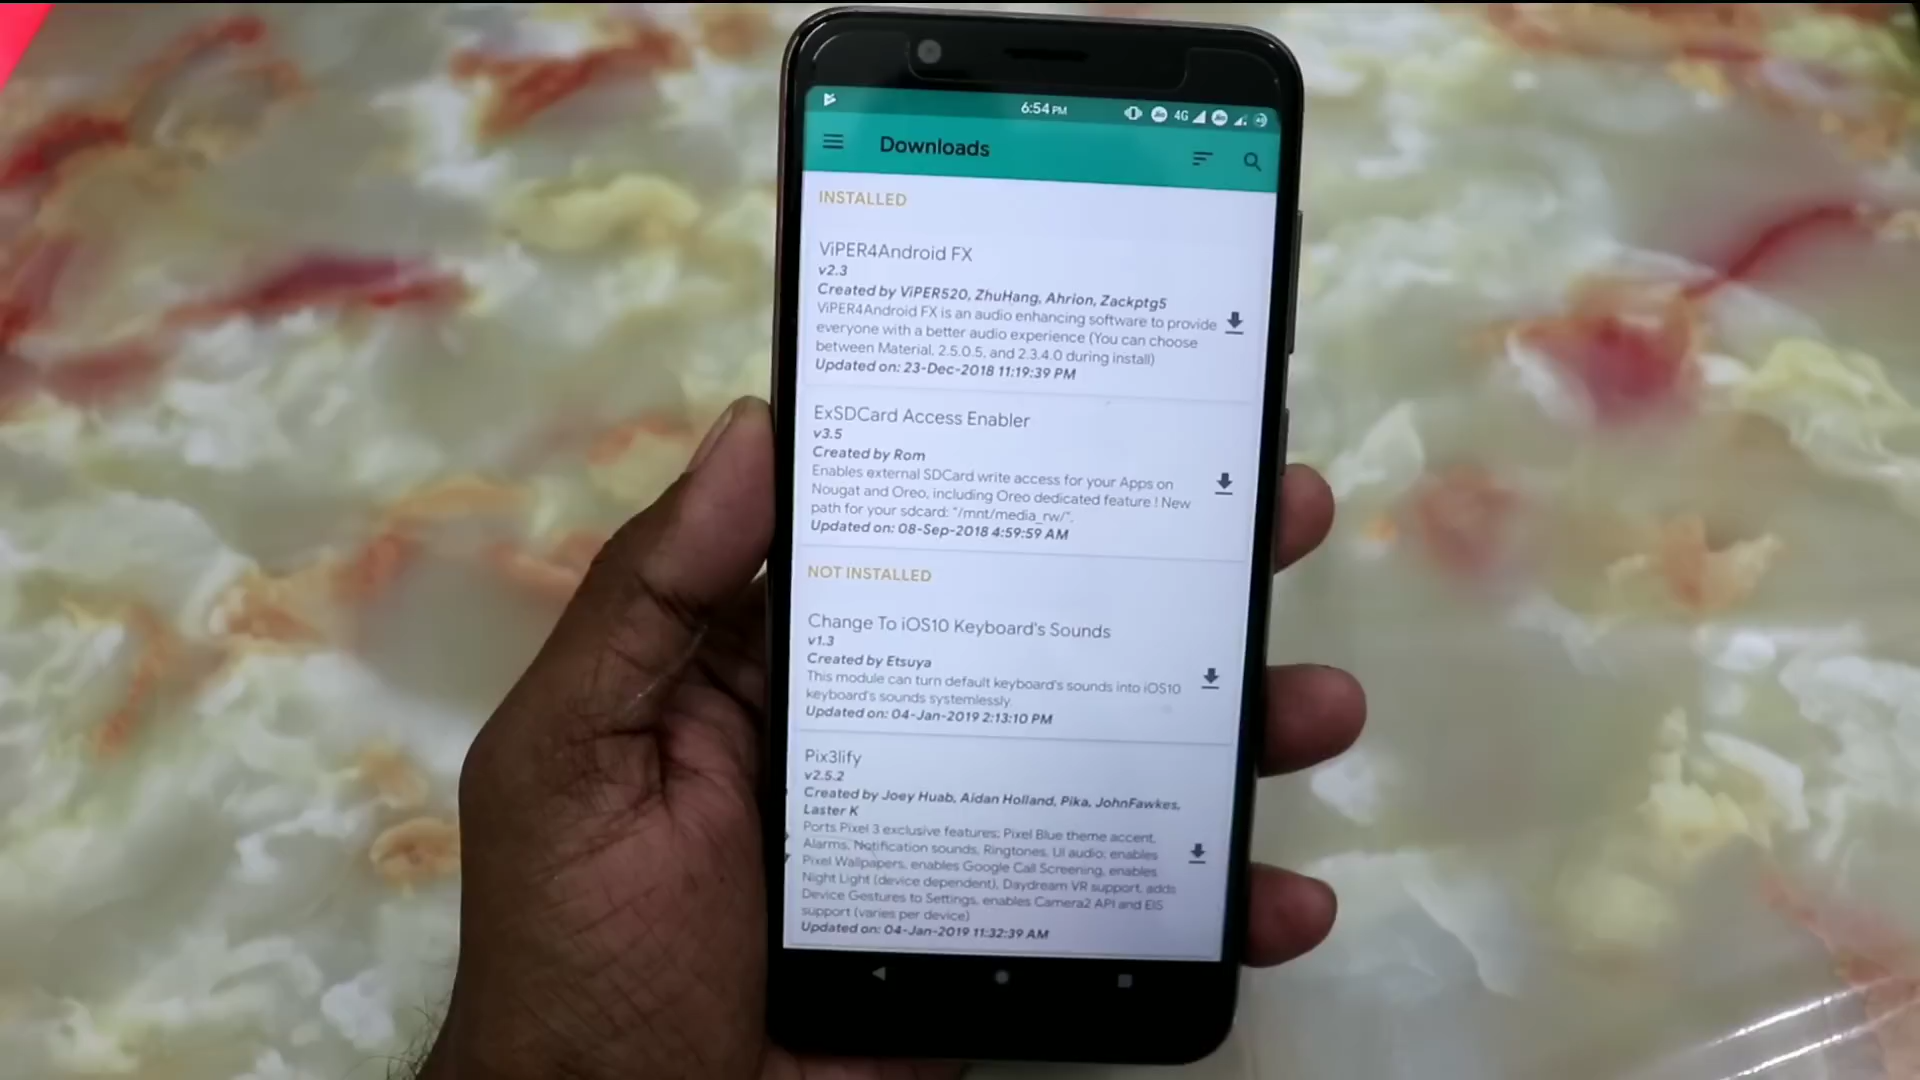 6:54 PM
4G
Downloads
INSTALLED
ViPER4Android FX
v2.3
Created by ViPER520, ZhuHang, Ahrion, Zackptg5
ViPER4Android FX is an audio enhancing software to provide
everyone with a better audio experience (You can choose
between Material, 2.5.0.5, and 2.3.4.0 during install)
Updated on: 23-Dec-2018 11:19:39 PM
ExSDCard Access Enabler
v3.5
Created by Rom
Enables external SDCard write access for your Apps on
Nougat and Oreo, including Oreo dedicated feature ! New
path for your sdcard: "/mnt/media_rw/".
Updated on: 08-Sep-2018 4:59:59 AM
NOT INSTALLED
Change To iOS10 Keyboard's Sounds
v1.3
Created by Etsuya
This module can turn default keyboard's sounds into iOS10
keyboard's sounds systemlessly.
Updated on: 04-Jan-2019 2:13:10 PM
Pix3lify
v2.5.2
Created by Joey Huab, Aidan Holland, Pika, JohnFawkes,
Laster K
Ports Pixel 3 exclusive features; Pixel Blue theme accent,
Alarms, Notification sounds, Ringtones, UI audio; enables
Pixel Wallpapers, enables Google Call Screening, enables
Night Light (device dependent), Daydream VR support, adds
Device Gestures to Settings, enables Camera2 API and EIS
support (varies per device)
Updated on: 04-Jan-2019 11:32:39 AM